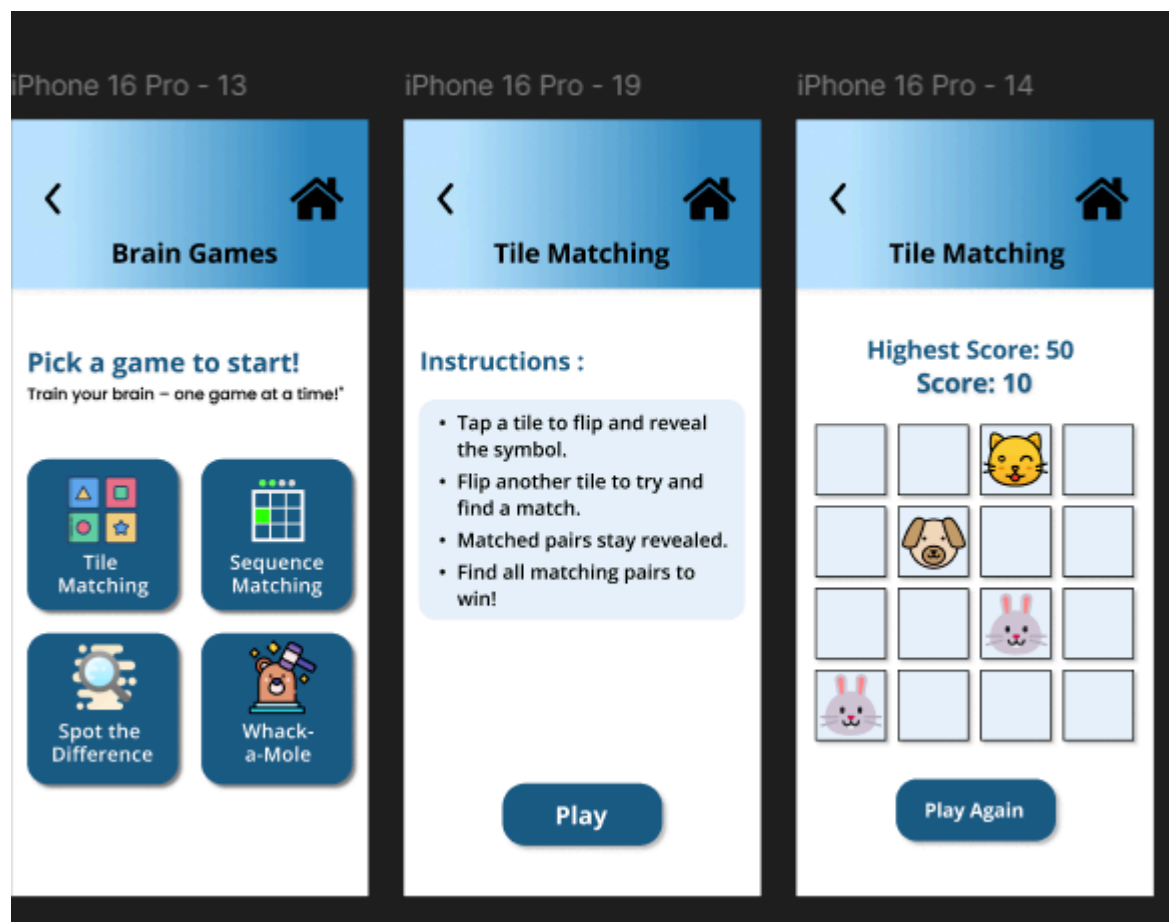 iPhone 16 Pro - 13
Brain Games
Pick a game to start!
Train your brain – one game at a time!"
Tile
Matching
Sequence
Matching
Spot the
Difference
Whack-
a-Mole
iPhone 16 Pro - 19
Tile Matching
Instructions :
• Tap a tile to flip and reveal
the symbol.
• Flip another tile to try and
find a match.
• Matched pairs stay revealed.
• Find all matching pairs to
win!
Play
iPhone 16 Pro - 14
Tile Matching
Highest Score: 50
Score: 10
Play Again